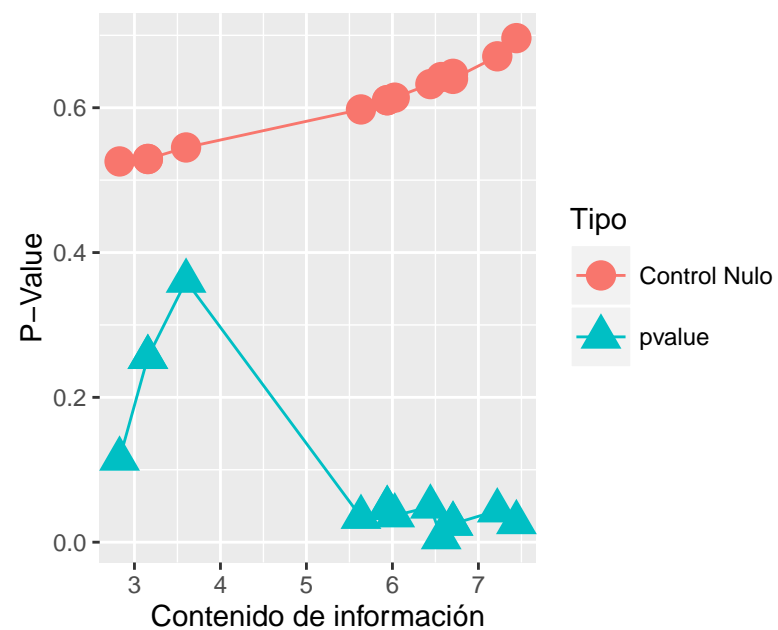 P−Value
0.6
0.4
0.2
0.0
3 4 5 6 7
Contenido de información
Tipo
Control Nulo
pvalue